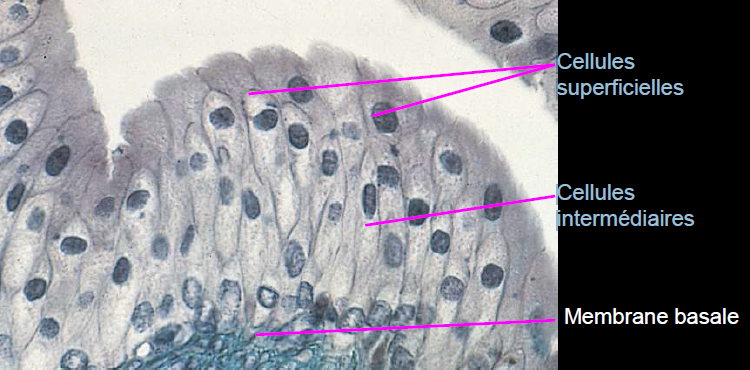 Cellules
superficielles
Cellules
intermédiaires
Membrane basale